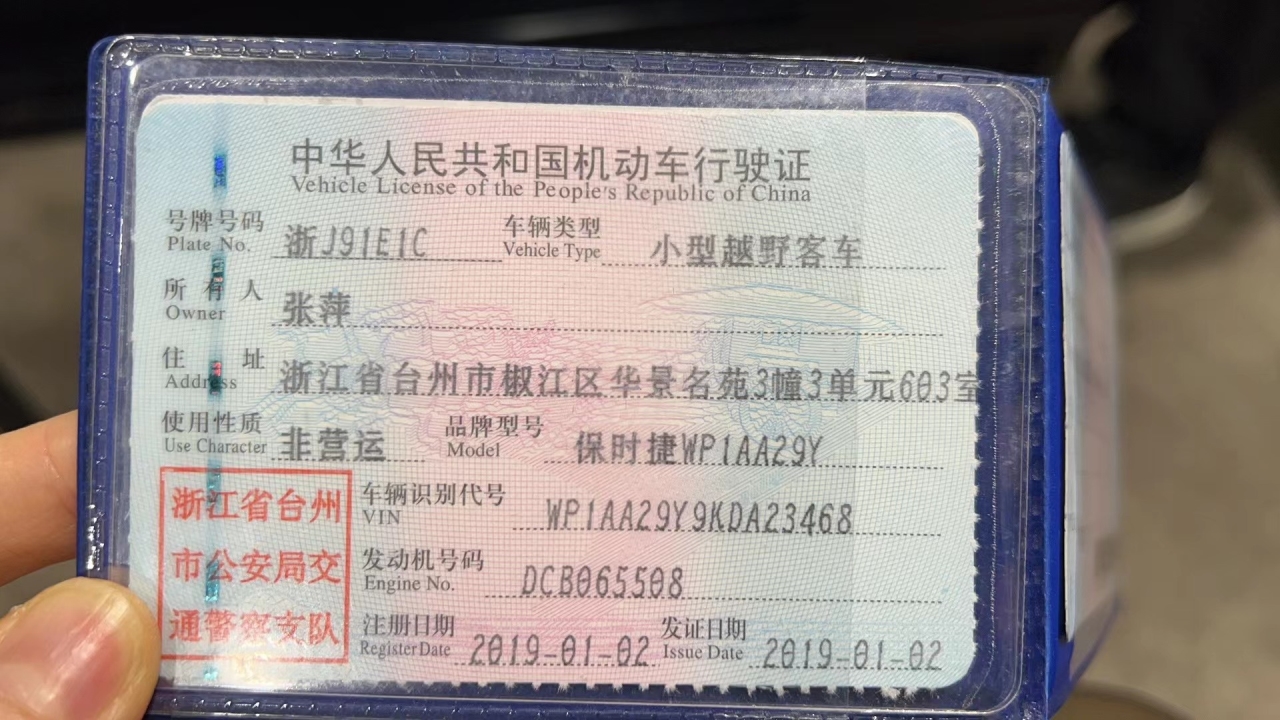 中华人民共和国机动车行驶证
Vehicle License of the People's Republic of China
号牌号码 浙J91E1C 车辆类型 小型越野客车
Plate No. Vehicle Type
所有人 张萍
Owner
住址 浙江省台州市椒江区华景名苑3幢3单元603室
Address
使用性质 非营运 品牌型号 保时捷WP1AA29Y
Use Character Model
浙江省台州
市公安局交
通警察支队
车辆识别代号 WP1AA29Y9KDA23468
VIN
发动机号码 DCB065508
Engine No.
注册日期 2019-01-02 发证日期 2019-01-02
Register Date Issue Date